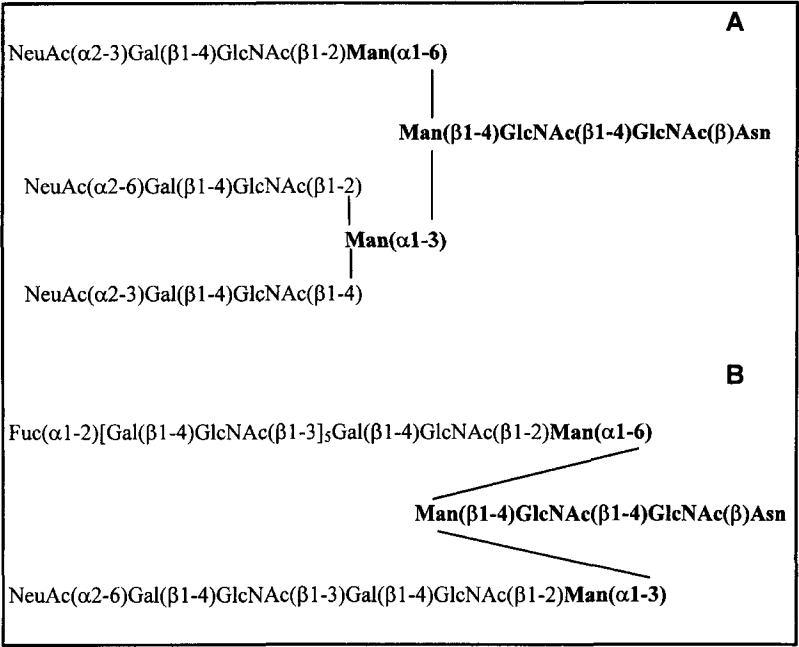 A
NeuAc(α2-3)Gal(β1-4)GlcNAc(β1-2)Man(α1-6)
Man(β1-4)GlcNAc(β1-4)GlcNAc(β)Asn
NeuAc(α2-6)Gal(β1-4)GlcNAc(β1-2)
Man(α1-3)
NeuAc(α2-3)Gal(β1-4)GlcNAc(β1-4)
B
Fuc(α1-2)[Gal(β1-4)GlcNAc(β1-3]₅Gal(β1-4)GlcNAc(β1-2)Man(α1-6)
Man(β1-4)GlcNAc(β1-4)GlcNAc(β)Asn
NeuAc(α2-6)Gal(β1-4)GlcNAc(β1-3)Gal(β1-4)GlcNAc(β1-2)Man(α1-3)